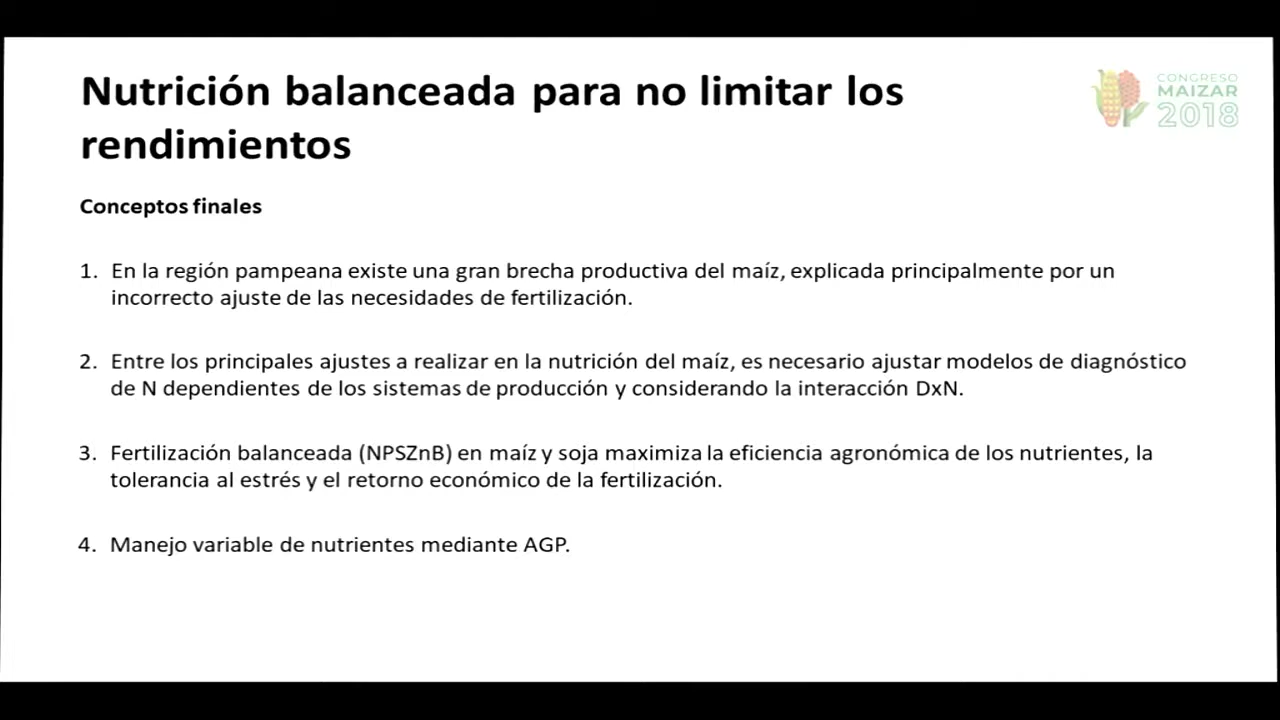 Nutrición balanceada para no limitar los
rendimientos
CONGRESO
MAIZAR
2018
Conceptos finales
1. En la región pampeana existe una gran brecha productiva del maíz, explicada principalmente por un
incorrecto ajuste de las necesidades de fertilización.
2. Entre los principales ajustes a realizar en la nutrición del maíz, es necesario ajustar modelos de diagnóstico
de N dependientes de los sistemas de producción y considerando la interacción DxN.
3. Fertilización balanceada (NPSZnB) en maíz y soja maximiza la eficiencia agronómica de los nutrientes, la
tolerancia al estrés y el retorno económico de la fertilización.
4. Manejo variable de nutrientes mediante AGP.